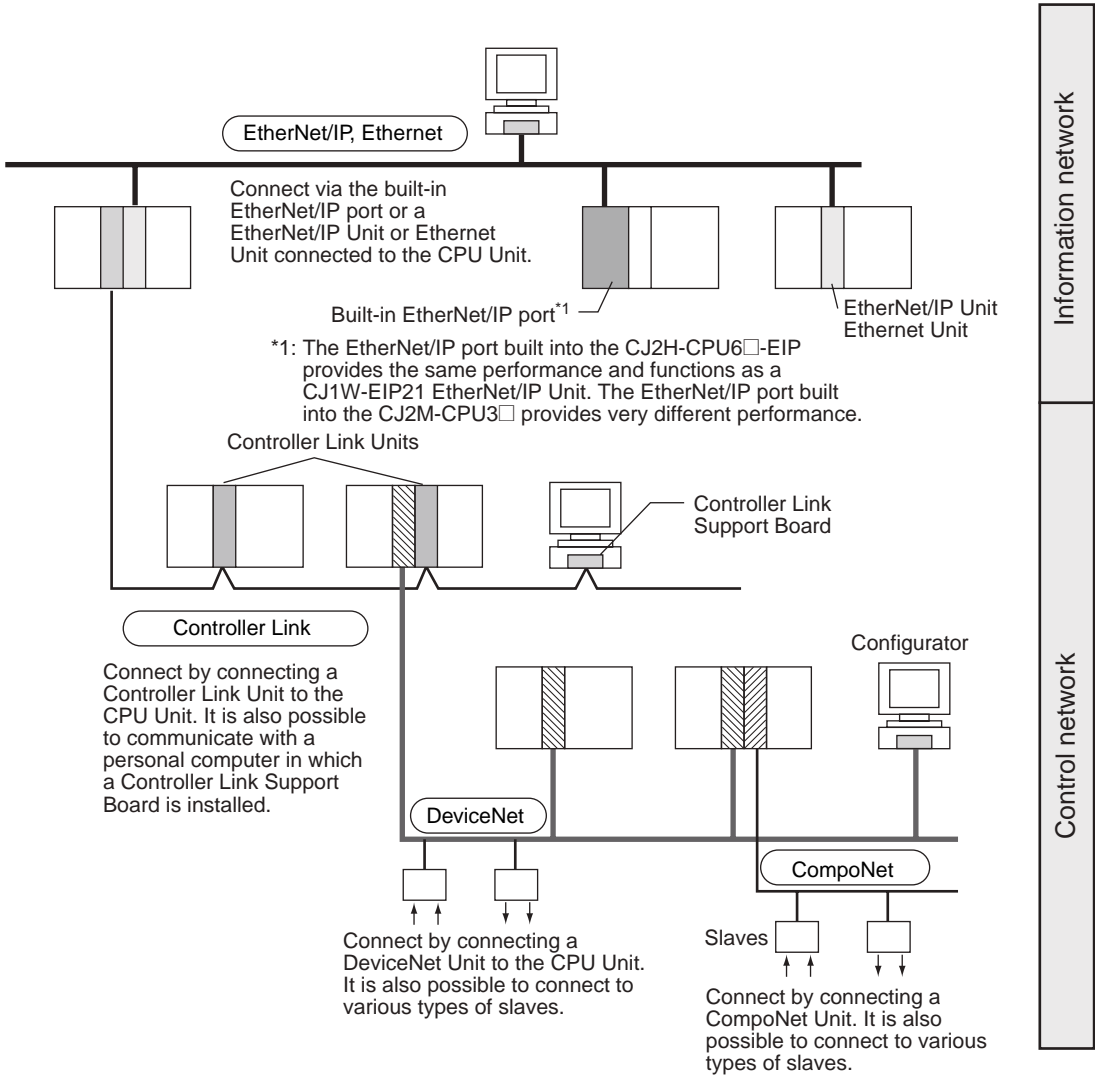 EtherNet/IP, Ethernet
Connect via the built-in
EtherNet/IP port or a
EtherNet/IP Unit or Ethernet
Unit connected to the CPU Unit.
Built-in EtherNet/IP port*1
EtherNet/IP Unit
Ethernet Unit
*1: The EtherNet/IP port built into the CJ2H-CPU6□-EIP
provides the same performance and functions as a
CJ1W-EIP21 EtherNet/IP Unit. The EtherNet/IP port built
into the CJ2M-CPU3□ provides very different performance.
Information network
Controller Link Units
Controller Link
Support Board
Controller Link
Connect by connecting a
Controller Link Unit to the
CPU Unit. It is also possible
to communicate with a
personal computer in which
a Controller Link Support
Board is installed.
Configurator
Control network
DeviceNet
CompoNet
Connect by connecting a
DeviceNet Unit to the CPU Unit.
It is also possible to connect to
various types of slaves.
Slaves
Connect by connecting a
CompoNet Unit. It is also
possible to connect to various
types of slaves.